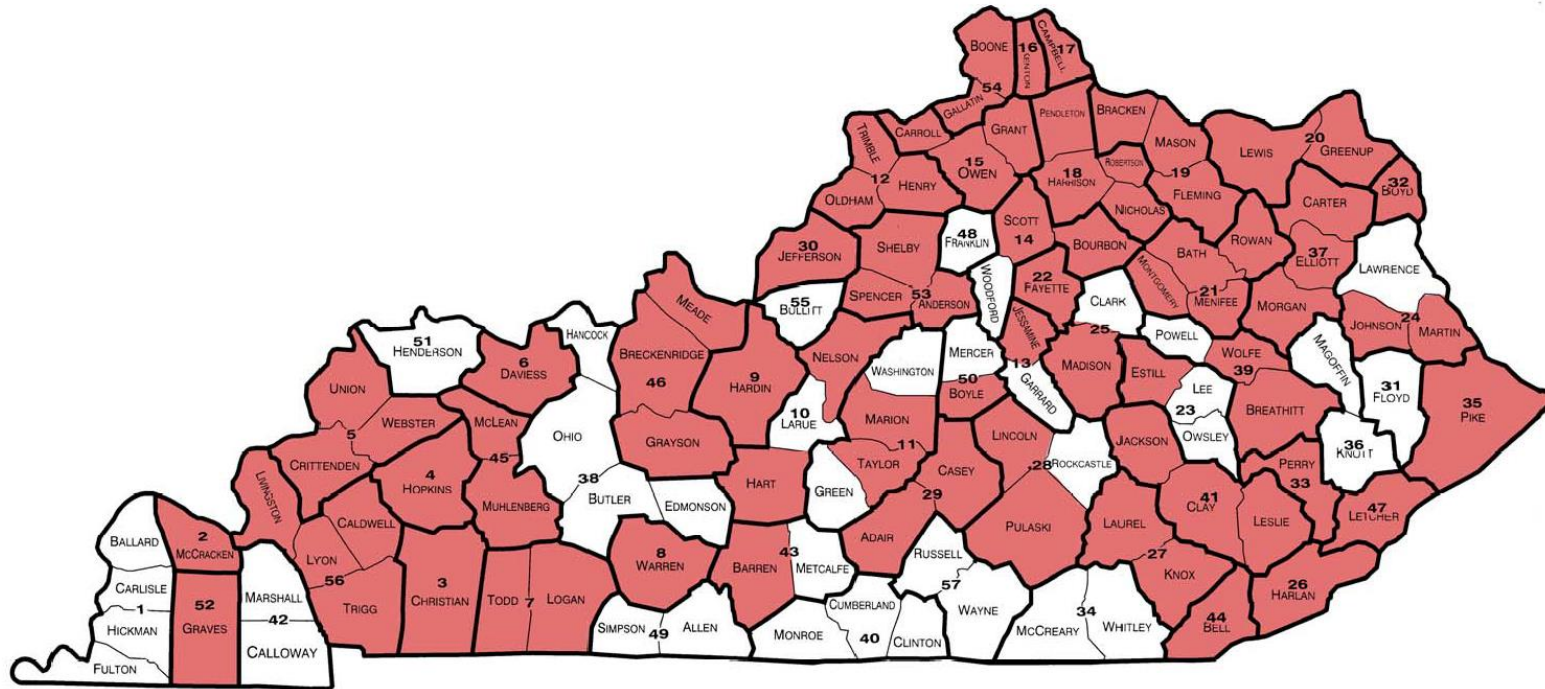 BOONE
16
KENTON
CAMPBELL
17
54
GALLATIN
CARROLL
GRANT
PENDLETON
BRACKEN
MASON
LEWIS
20
GREENUP
TRIMBLE
12
HENRY
OLDHAM
15
OWEN
18
HARRISON
ROBERTSON
19
FLEMING
NICHOLAS
32
BOYD
CARTER
SCOTT
14
48
FRANKLIN
SHELBY
30
JEFFERSON
BOURBON
BATH
ROWAN
37
ELLIOTT
LAWRENCE
WOODFORD
22
FAYETTE
CLARK
MONTGOMERY
21
MENIFEE
MORGAN
SPENCER
53
ANDERSON
55
BULLITT
JESSAMINE
25
POWELL
JOHNSON
24
MARTIN
MEADE
HANCOCK
51
HENDERSON
BRECKENRIDGE
46
9
HARDIN
NELSON
WASHINGTON
MERCER
50
BOYLE
13
GARRARD
MADISON
ESTILL
WOLFE
39
MAGOFFIN
31
FLOYD
35
PIKE
6
DAVIESS
UNION
WEBSTER
MCLEAN
OHIO
GRAYSON
10
LARUE
MARION
11
TAYLOR
LINCOLN
28
ROCKCASTLE
JACKSON
LEE
23
OWSLEY
BREATHITT
36
KNOTT
PERRY
33
5
CRITTENDEN
4
HOPKINS
45
MUHLENBERG
38
BUTLER
EDMONSON
HART
GREEN
CASEY
29
ADAIR
PULASKI
LAUREL
41
CLAY
LESLIE
47
LETCHER
LIVINGSTON
CALDWELL
LYON
56
TRIGG
3
CHRISTIAN
TODD
7
LOGAN
8
WARREN
BARREN
43
METCALFE
RUSSELL
57
WAYNE
27
KNOX
26
HARLAN
44
BELL
BALLARD
2
MCCRACKEN
CARLISLE
1
HICKMAN
FULTON
52
GRAVES
MARSHALL
42
CALLOWAY
SIMPSON
49
ALLEN
MONROE
CUMBERLAND
40
CLINTON
34
MCCREARY
WHITLEY